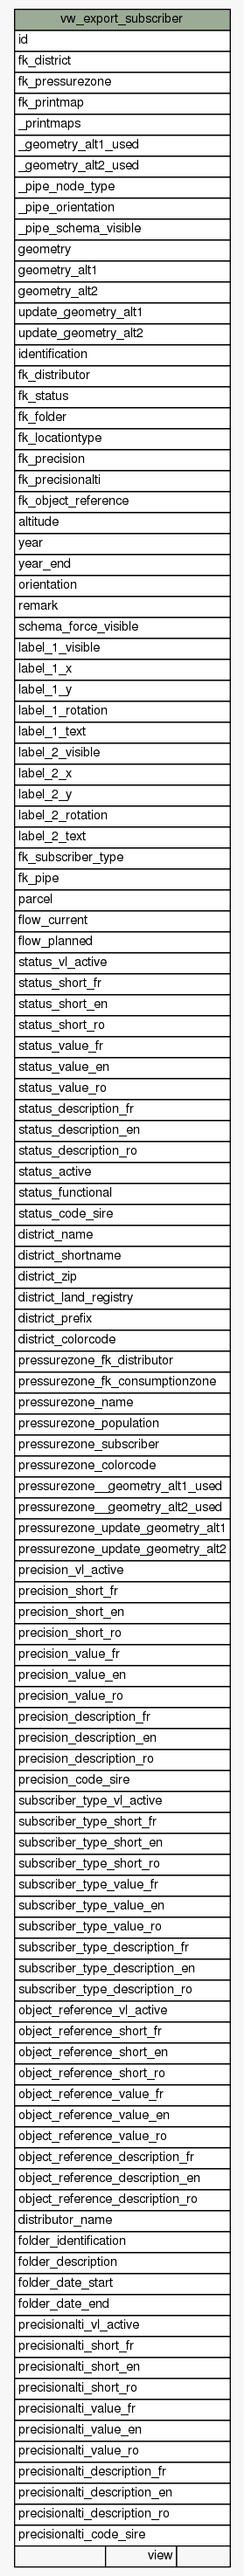 vw_export_subscriber
id
fk_district
fk_pressurezone
fk_printmap
_printmaps
_geometry_alt1_used
_geometry_alt2_used
_pipe_node_type
_pipe_orientation
_pipe_schema_visible
geometry
geometry_alt1
geometry_alt2
update_geometry_alt1
update_geometry_alt2
identification
fk_distributor
fk_status
fk_folder
fk_locationtype
fk_precision
fk_precisionalti
fk_object_reference
altitude
year
year_end
orientation
remark
schema_force_visible
label_1_visible
label_1_x
label_1_y
label_1_rotation
label_1_text
label_2_visible
label_2_x
label_2_y
label_2_rotation
label_2_text
fk_subscriber_type
fk_pipe
parcel
flow_current
flow_planned
status_vl_active
status_short_fr
status_short_en
status_short_ro
status_value_fr
status_value_en
status_value_ro
status_description_fr
status_description_en
status_description_ro
status_active
status_functional
status_code_sire
district_name
district_shortname
district_zip
district_land_registry
district_prefix
district_colorcode
pressurezone_fk_distributor
pressurezone_fk_consumptionzone
pressurezone_name
pressurezone_population
pressurezone_subscriber
pressurezone_colorcode
pressurezone__geometry_alt1_used
pressurezone__geometry_alt2_used
pressurezone_update_geometry_alt1
pressurezone_update_geometry_alt2
precision_vl_active
precision_short_fr
precision_short_en
precision_short_ro
precision_value_fr
precision_value_en
precision_value_ro
precision_description_fr
precision_description_en
precision_description_ro
precision_code_sire
subscriber_type_vl_active
subscriber_type_short_fr
subscriber_type_short_en
subscriber_type_short_ro
subscriber_type_value_fr
subscriber_type_value_en
subscriber_type_value_ro
subscriber_type_description_fr
subscriber_type_description_en
subscriber_type_description_ro
object_reference_vl_active
object_reference_short_fr
object_reference_short_en
object_reference_short_ro
object_reference_value_fr
object_reference_value_en
object_reference_value_ro
object_reference_description_fr
object_reference_description_en
object_reference_description_ro
distributor_name
folder_identification
folder_description
folder_date_start
folder_date_end
precisionalti_vl_active
precisionalti_short_fr
precisionalti_short_en
precisionalti_short_ro
precisionalti_value_fr
precisionalti_value_en
precisionalti_value_ro
precisionalti_description_fr
precisionalti_description_en
precisionalti_description_ro
precisionalti_code_sire
view